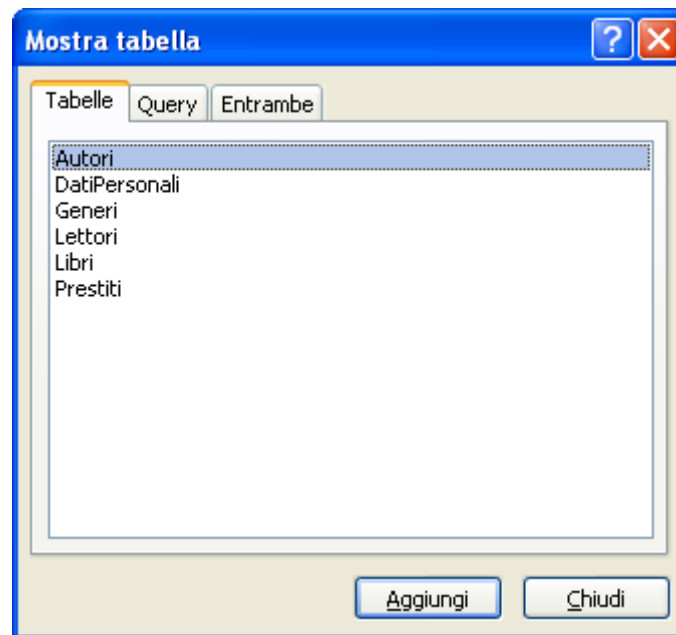 Mostra tabella
Tabelle Query Entrambe
Autori
DatiPersonali
Generi
Lettori
Libri
Prestiti
Aggiungi Chiudi